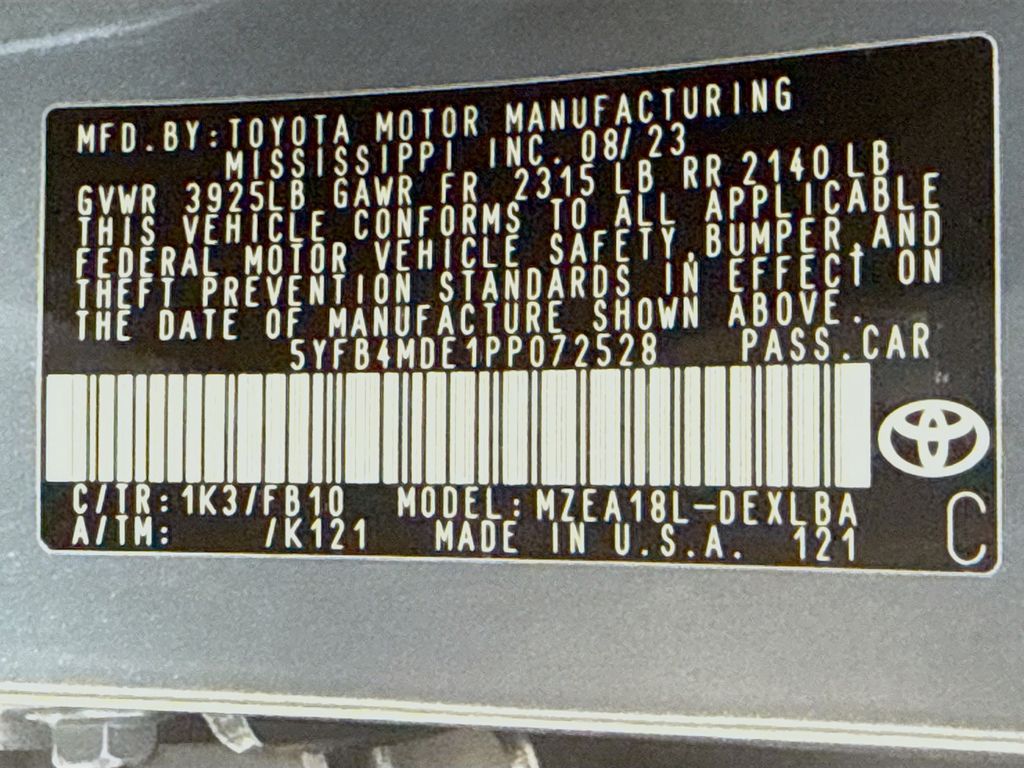 MFD.BY:TOYOTA MOTOR MANUFACTURING
MISSISSIPPI INC. 08/23
GVWR 3925LB GAWR FR 2315 LB RR 2140 LB
THIS VEHICLE CONFORMS TO ALL APPLICABLE
FEDERAL MOTOR VEHICLE SAFETY,BUMPER,AND
THEFT PREVENTION STANDARDS IN EFFECT ON
THE DATE OF MANUFACTURE SHOWN ABOVE.
5YFB4MDE1PP072528 PASS.CAR
C/TR:1K3/FB10 MODEL:MZEA18L-DEXLBA
A/TM: /K121 MADE IN U.S.A. 121
C